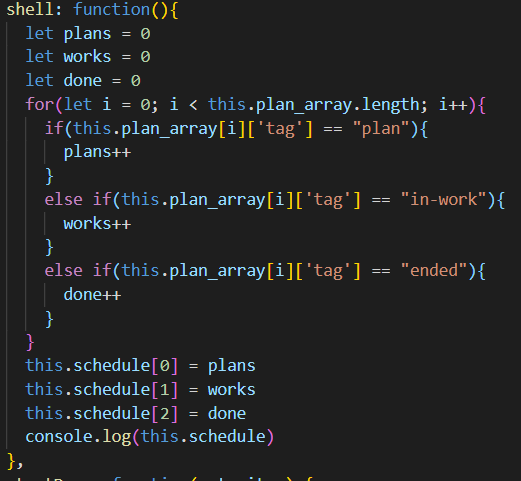 shell: function(){
let plans = 0
let works = 0
let done = 0
for(let i = 0; i < this.plan_array.length; i++){
if(this.plan_array[i]['tag'] == "plan"){
plans++
}
else if(this.plan_array[i]['tag'] == "in-work"){
works++
}
else if(this.plan_array[i]['tag'] == "ended"){
done++
}
}
this.schedule[0] = plans
this.schedule[1] = works
this.schedule[2] = done
console.log(this.schedule)
},